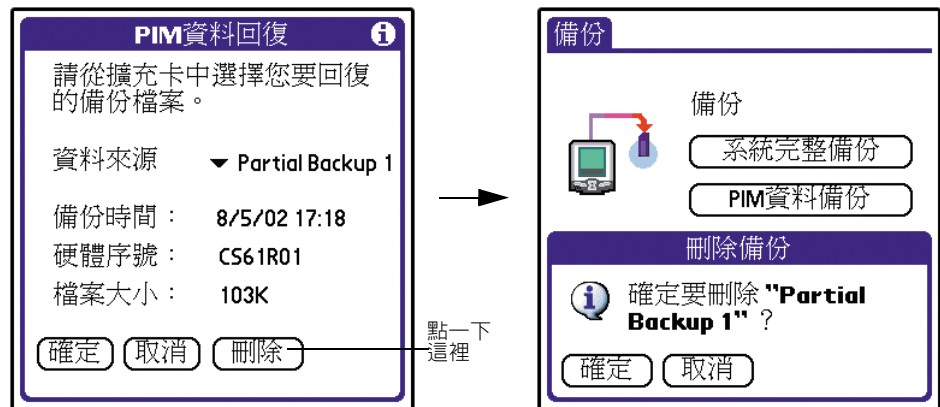 PIM資料回復
請從擴充卡中選擇您要回復
的備份檔案。
資料來源 Partial Backup 1
備份時間： 8/5/02 17:18
硬體序號： CS61R01
檔案大小： 103K
確定 取消 刪除
點一下
這裡
備份
備份
系統完整備份
PIM資料備份
刪除備份
確定要刪除 "Partial
Backup 1" ？
確定 取消